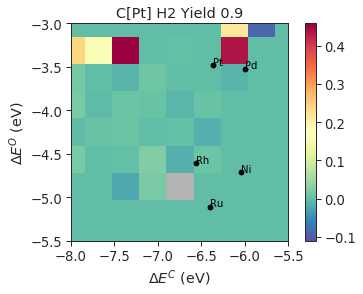 C[Pt] H2 Yield 0.9
−3.0
−3.5
−4.0
−4.5
−5.0
−5.5
ΔE^O (eV)
Pt
Pd
Rh
Ni
Ru
−8.0 −7.5 −7.0 −6.5 −6.0 −5.5
ΔE^C (eV)
0.4
0.3
0.2
0.1
0.0
−0.1